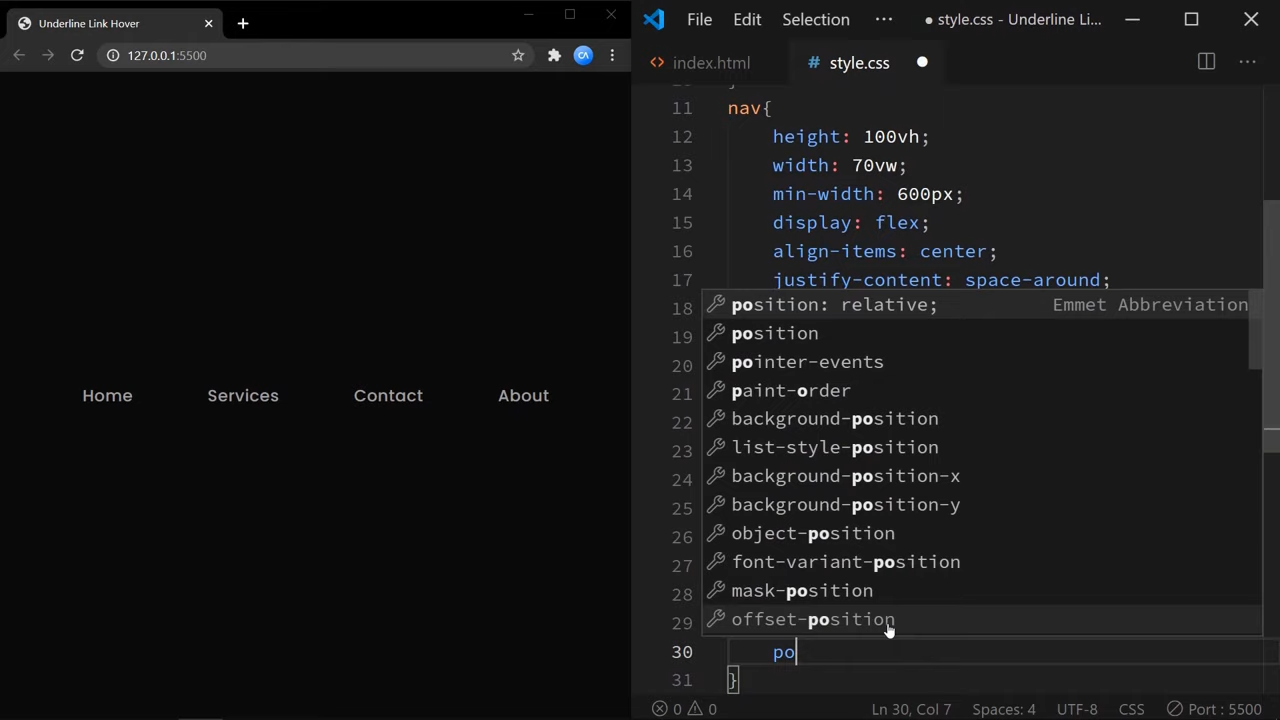 Underline Link Hover
127.0.0.1:5500
Home Services Contact About
File Edit Selection ··· ● style.css - Underline Li...
<> index.html # style.css ●
11 nav{
12 height: 100vh;
13 width: 70vw;
14 min-width: 600px;
15 display: flex;
16 align-items: center;
17 justify-content: space-around;
18 position: relative; Emmet Abbreviation
19 position
20 pointer-events
21 paint-order
22 background-position
23 list-style-position
24 background-position-x
25 background-position-y
26 object-position
27 font-variant-position
28 mask-position
29 offset-position
30 po
31 }
0 0 Ln 30, Col 7 Spaces: 4 UTF-8 CSS Port : 5500